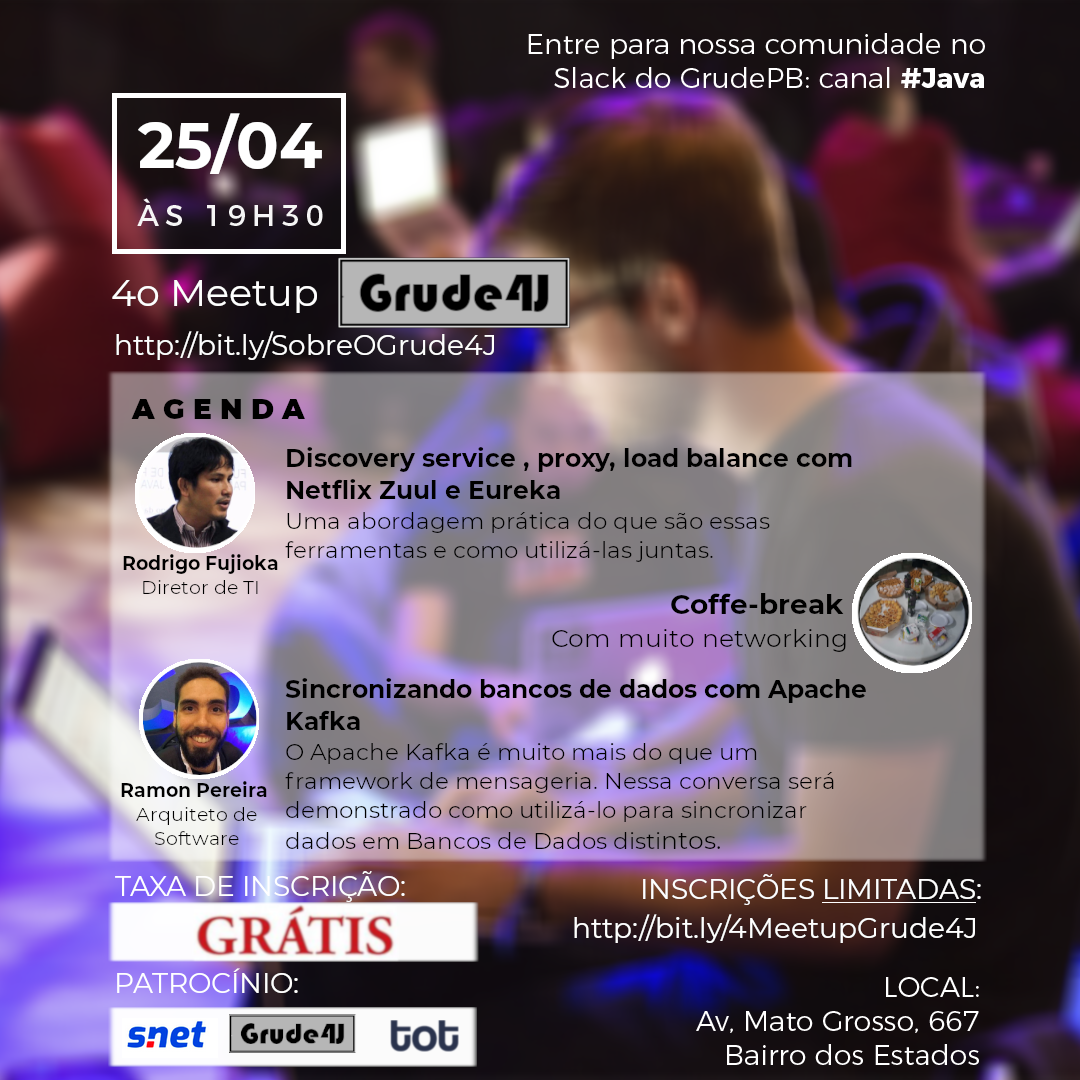 Entre para nossa comunidade no
Slack do GrudePB: canal #Java
25/04
ÀS 19H30
4o Meetup Grude4J
http://bit.ly/SobreOGrude4J
AGENDA
Discovery service , proxy, load balance com
Netflix Zuul e Eureka
Uma abordagem prática do que são essas
ferramentas e como utilizá-las juntas.
Rodrigo Fujioka
Diretor de TI
Coffe-break
Com muito networking
Sincronizando bancos de dados com Apache
Kafka
O Apache Kafka é muito mais do que um
framework de mensageria. Nessa conversa será
demonstrado como utilizá-lo para sincronizar
dados em Bancos de Dados distintos.
Ramon Pereira
Arquiteto de
Software
TAXA DE INSCRIÇÃO:
GRÁTIS
INSCRIÇÕES LIMITADAS:
http://bit.ly/4MeetupGrude4J
PATROCÍNIO:
s.net Grude4J tot
LOCAL:
Av, Mato Grosso, 667
Bairro dos Estados